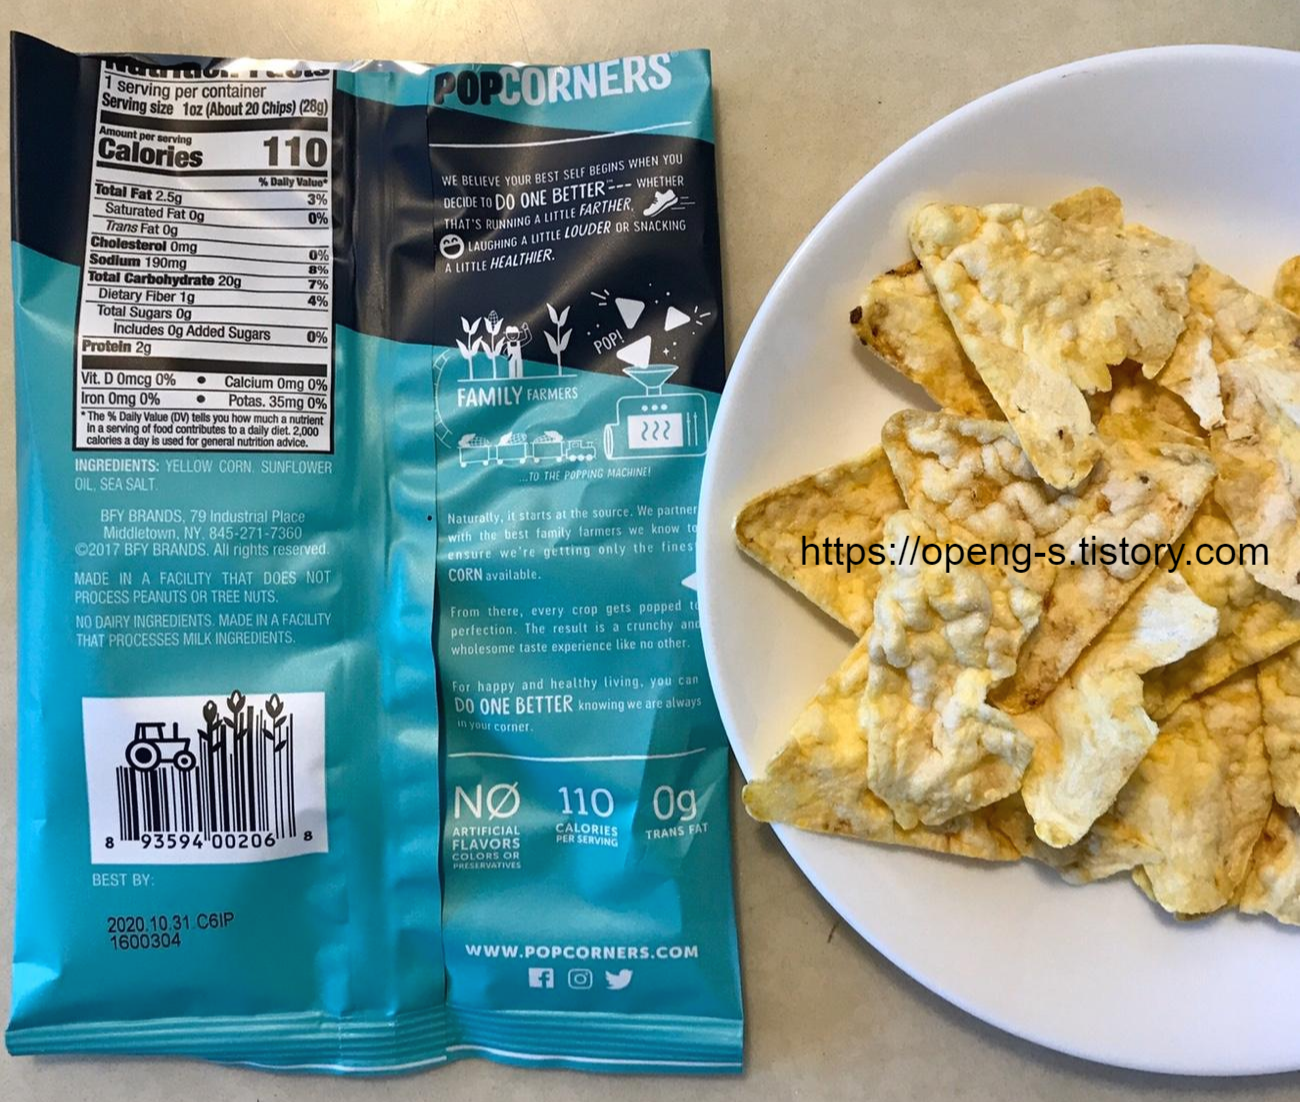 Nutrition Facts
1 serving per container
Serving size 1oz (About 20 Chips) (28g)
Amount per serving
Calories 110
% Daily Value*
Total Fat 2.5g 3%
Saturated Fat 0g 0%
Trans Fat 0g
Cholesterol 0mg 0%
Sodium 190mg 8%
Total Carbohydrate 20g 7%
Dietary Fiber 1g 4%
Total Sugars 0g
Includes 0g Added Sugars 0%
Protein 2g
Vit. D 0mcg 0% • Calcium 0mg 0%
Iron 0mg 0% • Potas. 35mg 0%
* The % Daily Value (DV) tells you how much a nutrient
in a serving of food contributes to a daily diet. 2,000
calories a day is used for general nutrition advice.
INGREDIENTS: YELLOW CORN, SUNFLOWER
OIL, SEA SALT.
BFY BRANDS, 79 Industrial Place
Middletown, NY. 845-271-7360
©2017 BFY BRANDS. All rights reserved.
MADE IN A FACILITY THAT DOES NOT
PROCESS PEANUTS OR TREE NUTS.
NO DAIRY INGREDIENTS. MADE IN A FACILITY
THAT PROCESSES MILK INGREDIENTS.
8 93594 00206 8
BEST BY:
2020.10.31 C6IP
1600304
POPCORNERS
WE BELIEVE YOUR BEST SELF BEGINS WHEN YOU
DECIDE TO DO ONE BETTER™--- WHETHER
THAT'S RUNNING A LITTLE FARTHER,
LAUGHING A LITTLE LOUDER OR SNACKING
A LITTLE HEALTHIER.
POP!
FAMILY FARMERS
...TO THE POPPING MACHINE!
Naturally, it starts at the source. We partner
with the best family farmers we know to
ensure we're getting only the finest
CORN available.
From there, every crop gets popped to
perfection. The result is a crunchy and
wholesome taste experience like no other.
For happy and healthy living, you can
DO ONE BETTER knowing we are always
in your corner.
NO 110 0g
ARTIFICIAL CALORIES TRANS FAT
FLAVORS PER SERVING
COLORS OR
PRESERVATIVES
WWW.POPCORNERS.COM
https://openg-s.tistory.com